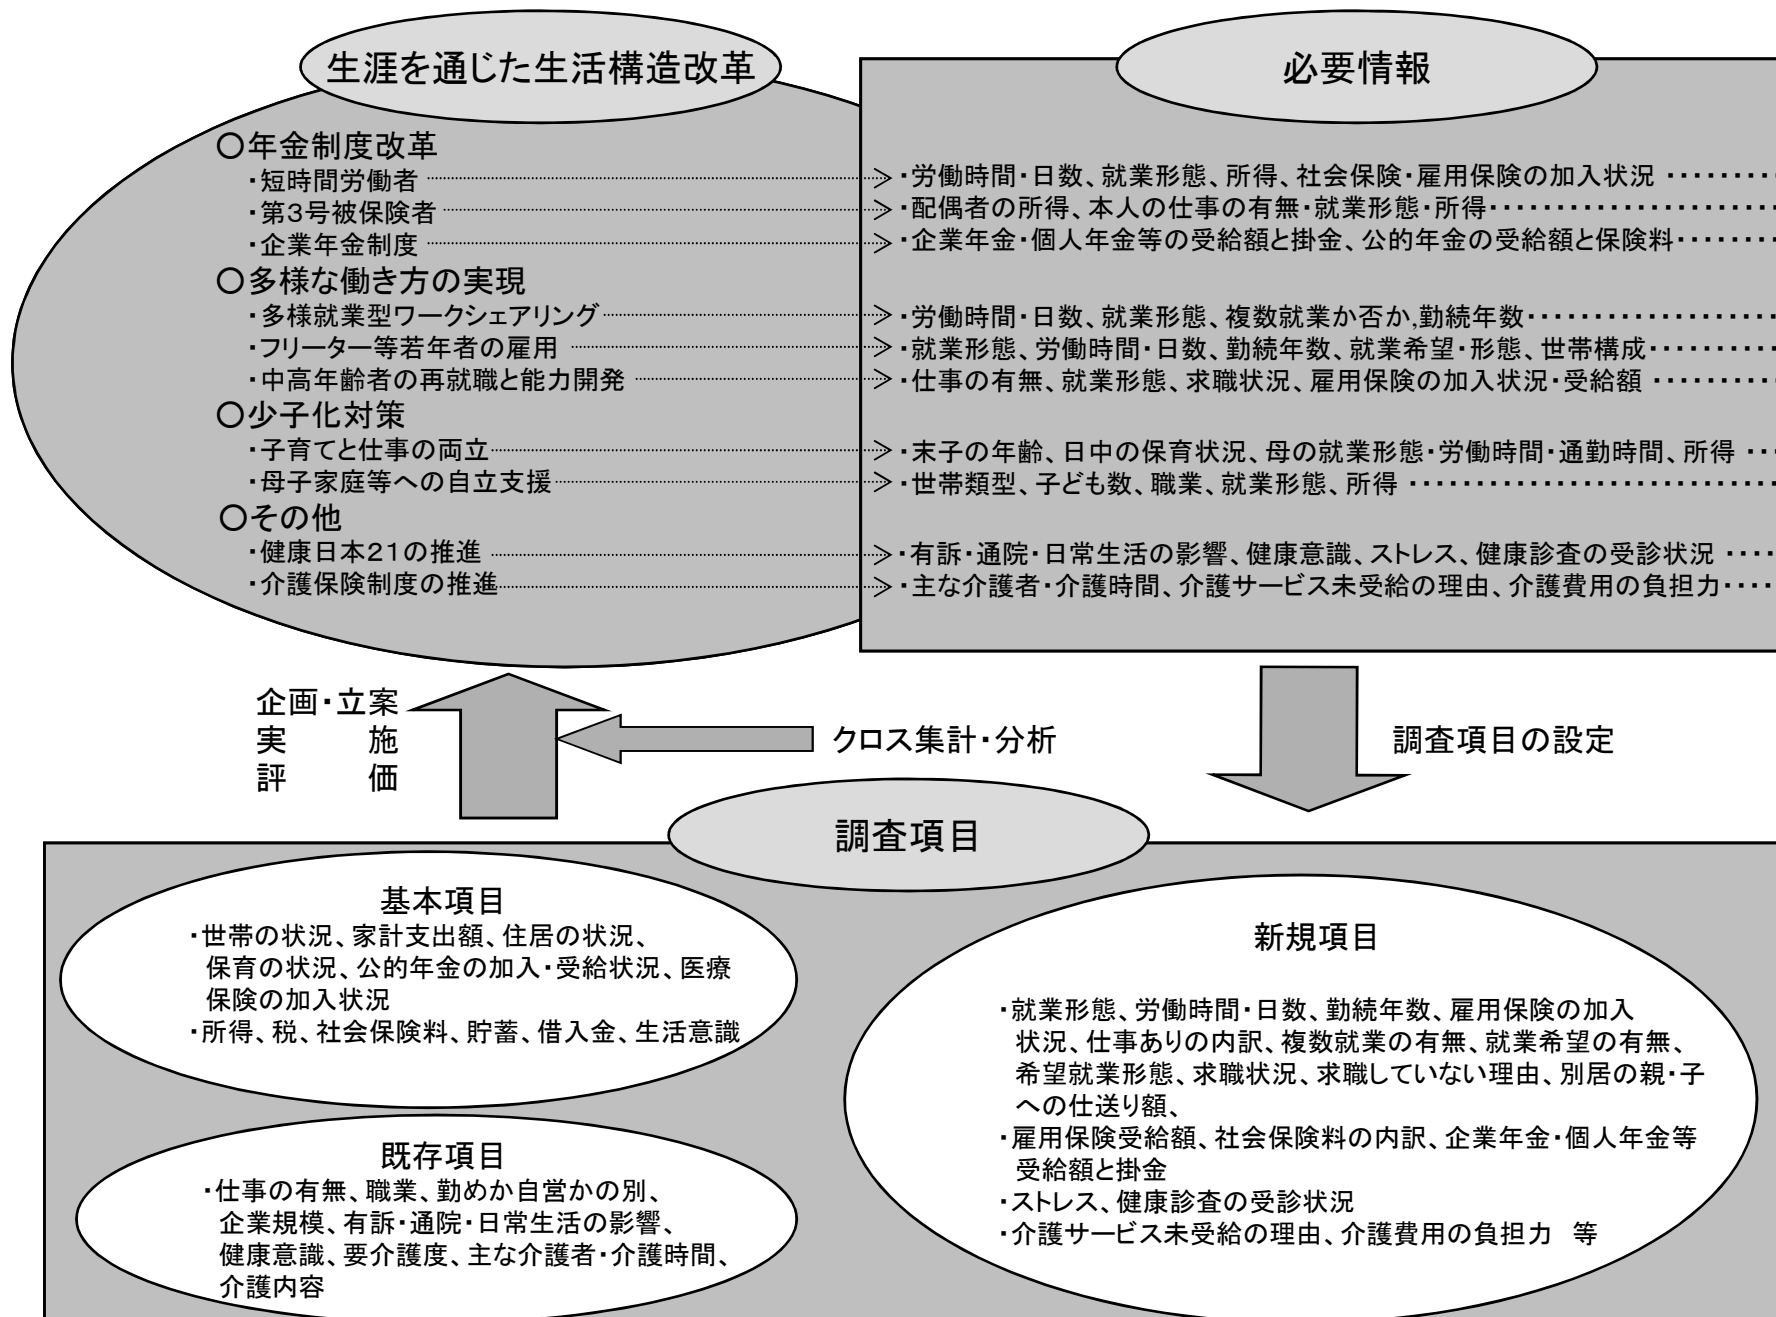 生涯を通じた生活構造改革
〇年金制度改革
・短時間労働者
・第3号被保険者
・企業年金制度
〇多様な働き方の実現
・多様就業型ワークシェアリング
・フリーター等若年者の雇用
・中高年齢者の再就職と能力開発
〇少子化対策
・子育てと仕事の両立
・母子家庭等への自立支援
〇その他
・健康日本21の推進
・介護保険制度の推進
必要情報
・労働時間・日数、就業形態、所得、社会保険・雇用保険の加入状況
・配偶者の所得、本人の仕事の有無・就業形態・所得
・企業年金・個人年金等の受給額と掛金、公的年金の受給額と保険料
・労働時間・日数、就業形態、複数就業か否か,勤続年数
・就業形態、労働時間・日数、勤続年数、就業希望・形態、世帯構成
・仕事の有無、就業形態、求職状況、雇用保険の加入状況・受給額
・末子の年齢、日中の保育状況、母の就業形態・労働時間・通勤時間、所得
・世帯類型、子ども数、職業、就業形態、所得
・有訴・通院・日常生活の影響、健康意識、ストレス、健康診査の受診状況
・主な介護者・介護時間、介護サービス未受給の理由、介護費用の負担力
企画・立案
実 施
評 価
クロス集計・分析
調査項目の設定
調査項目
基本項目
・世帯の状況、家計支出額、住居の状況、
保育の状況、公的年金の加入・受給状況、医療
保険の加入状況
・所得、税、社会保険料、貯蓄、借入金、生活意識
既存項目
・仕事の有無、職業、勤めか自営かの別、
企業規模、有訴・通院・日常生活の影響、
健康意識、要介護度、主な介護者・介護時間、
介護内容
新規項目
・就業形態、労働時間・日数、勤続年数、雇用保険の加入
状況、仕事ありの内訳、複数就業の有無、就業希望の有無、
希望就業形態、求職状況、求職していない理由、別居の親・子
への仕送り額、
・雇用保険受給額、社会保険料の内訳、企業年金・個人年金等
受給額と掛金
・ストレス、健康診査の受診状況
・介護サービス未受給の理由、介護費用の負担力 等